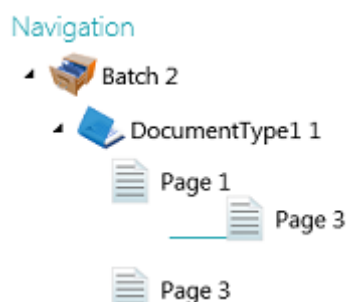 Navigation
Batch 2
DocumentType1 1
Page 1
Page 3
Page 3